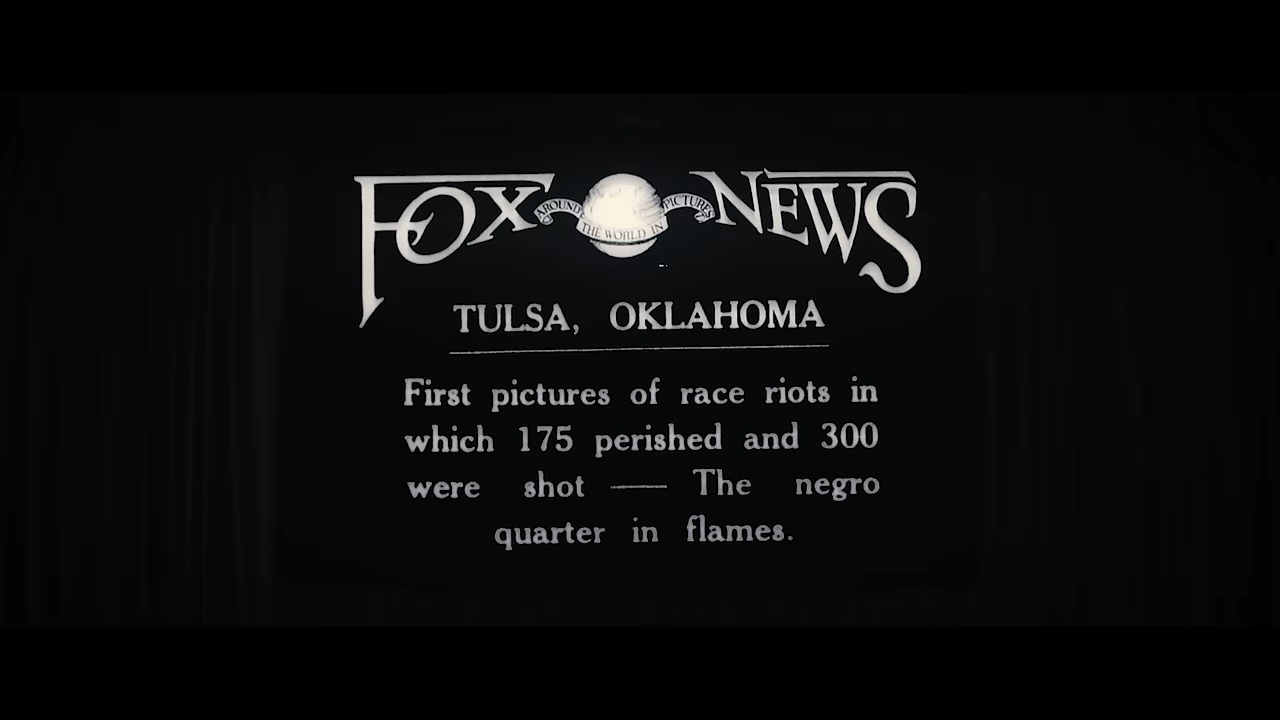 FOX NEWS
AROUND THE WORLD IN PICTURES
TULSA, OKLAHOMA
First pictures of race riots in
which 175 perished and 300
were shot — The negro
quarter in flames.